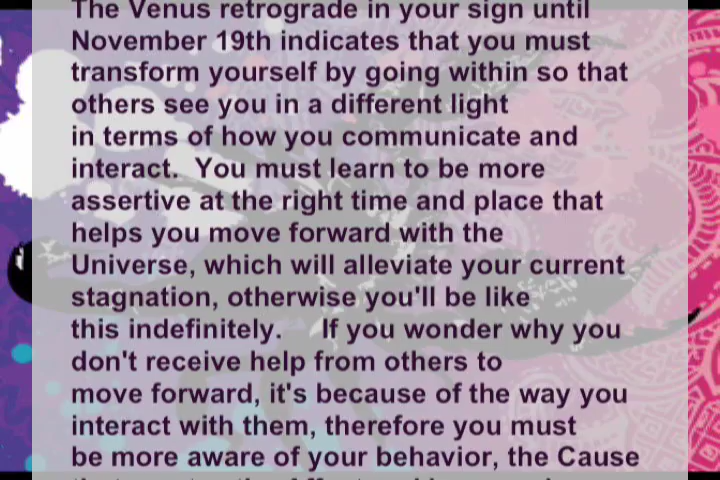 The Venus retrograde in your sign until
November 19th indicates that you must
transform yourself by going within so that
others see you in a different light
in terms of how you communicate and
interact.  You must learn to be more
assertive at the right time and place that
helps you move forward with the
Universe, which will alleviate your current
stagnation, otherwise you'll be like
this indefinitely.     If you wonder why you
don't receive help from others to
move forward, it's because of the way you
interact with them, therefore you must
be more aware of your behavior, the Cause